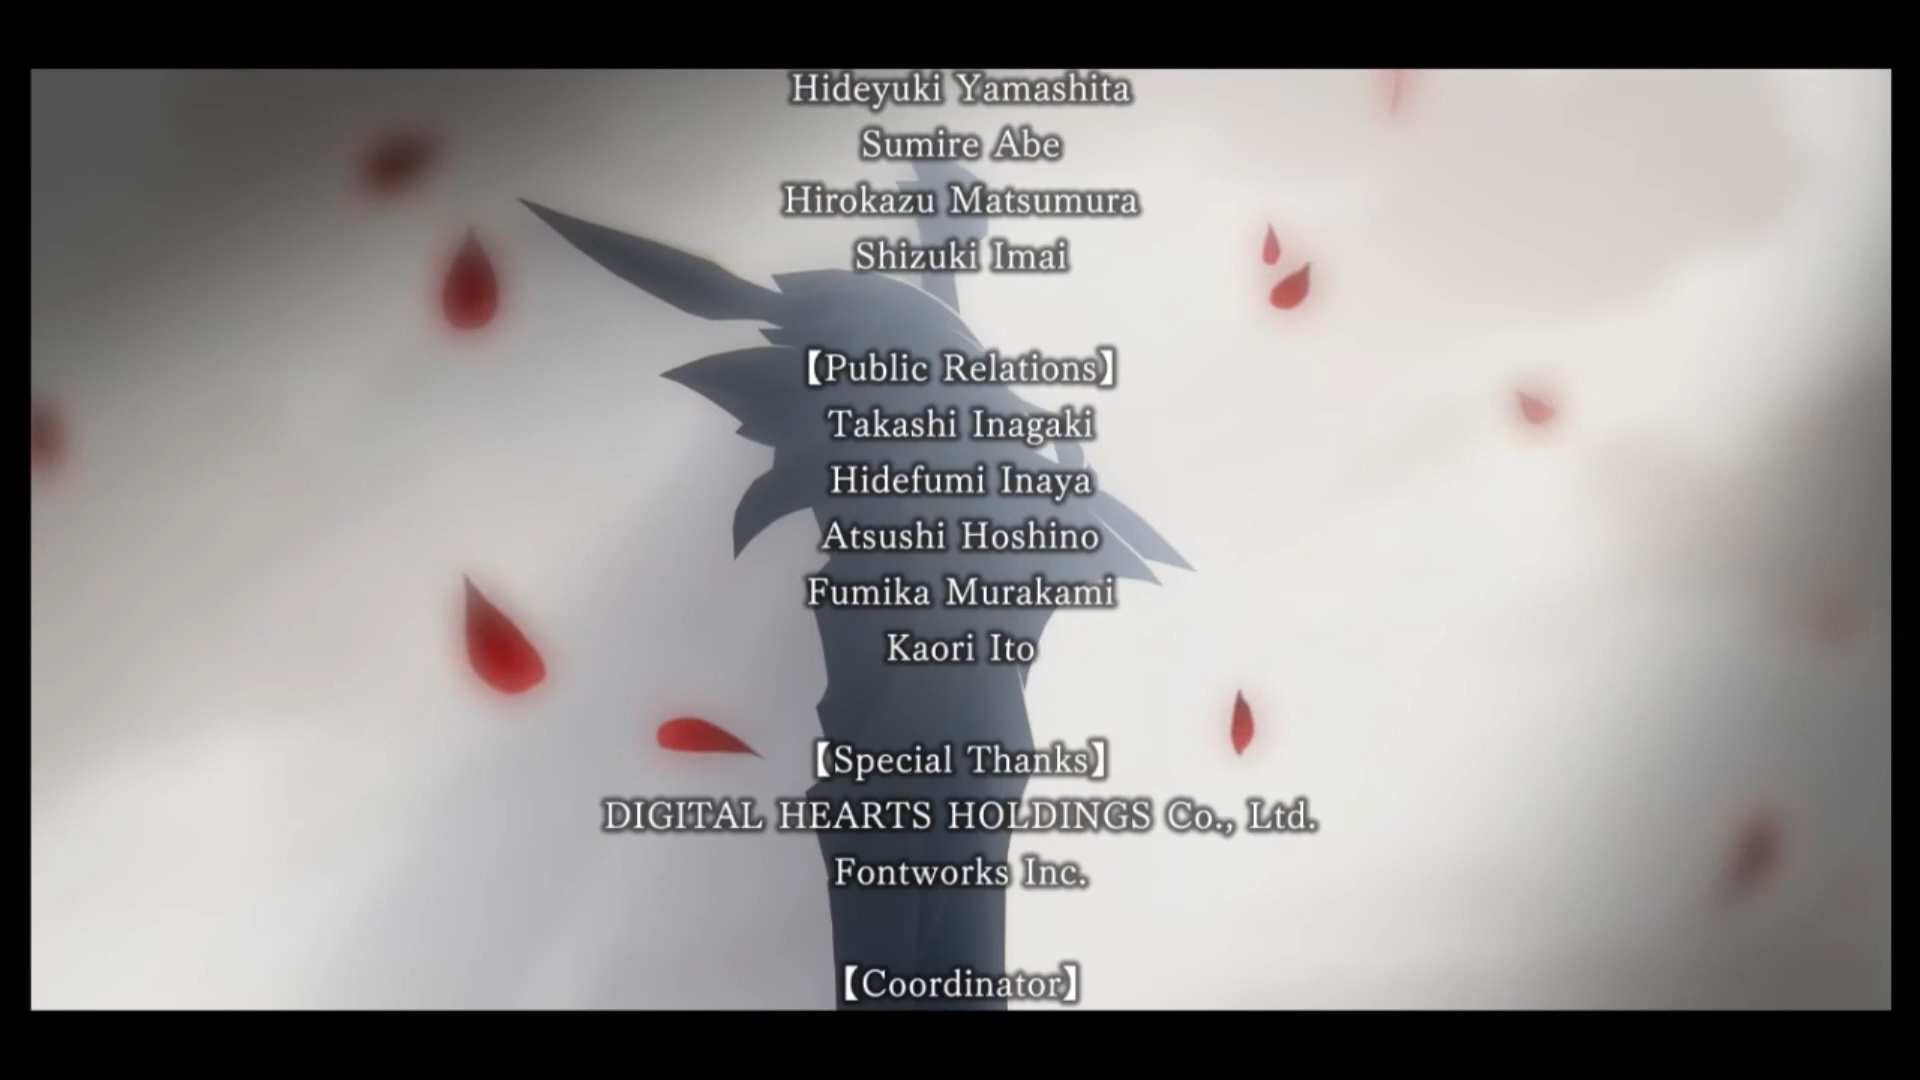 Hideyuki Yamashita
Sumire Abe
Hirokazu Matsumura
Shizuki Imai
【Public Relations】
Takashi Inagaki
Hidefumi Inaya
Atsushi Hoshino
Fumika Murakami
Kaori Ito
【Special Thanks】
DIGITAL HEARTS HOLDINGS Co., Ltd.
Fontworks Inc.
【Coordinator】